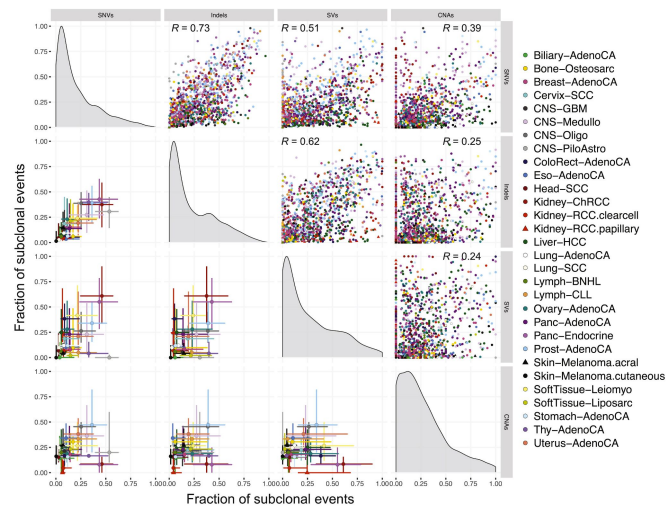 SNVs
Indels
SVs
CNAs
R = 0.73
R = 0.51
R = 0.39
1.00
0.75
0.50
0.25
0.00
SNVs
R = 0.62
R = 0.25
1.00
0.75
0.50
0.25
0.00
Indels
R = 0.24
1.00
0.75
0.50
0.25
0.00
SVs
1.00
0.75
0.50
0.25
0.00
CNAs
0.00 0.25 0.50 0.75 1.00
0.00 0.25 0.50 0.75 1.00
0.00 0.25 0.50 0.75 1.00
0.00 0.25 0.50 0.75 1.00
Fraction of subclonal events
Fraction of subclonal events
Biliary−AdenoCA
Bone−Osteosarc
Breast−AdenoCA
Cervix−SCC
CNS−GBM
CNS−Medullo
CNS−Oligo
CNS−PiloAstro
ColoRect−AdenoCA
Eso−AdenoCA
Head−SCC
Kidney−ChRCC
Kidney−RCC.clearcell
Kidney−RCC.papillary
Liver−HCC
Lung−AdenoCA
Lung−SCC
Lymph−BNHL
Lymph−CLL
Ovary−AdenoCA
Panc−AdenoCA
Panc−Endocrine
Prost−AdenoCA
Skin−Melanoma.acral
Skin−Melanoma.cutaneous
SoftTissue−Leiomyo
SoftTissue−Liposarc
Stomach−AdenoCA
Thy−AdenoCA
Uterus−AdenoCA